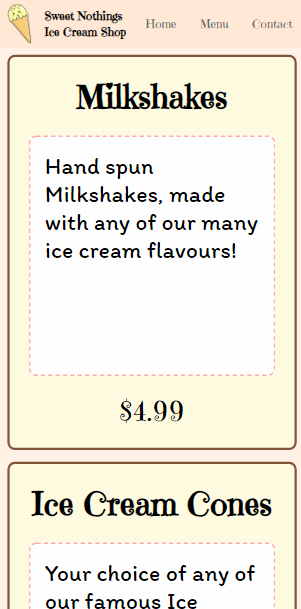 Sweet Nothings
Ice Cream Shop
Home
Menu
Contact
Milkshakes
Hand spun
Milkshakes, made
with any of our many
ice cream flavours!
$4.99
Ice Cream Cones
Your choice of any of
our famous Ice